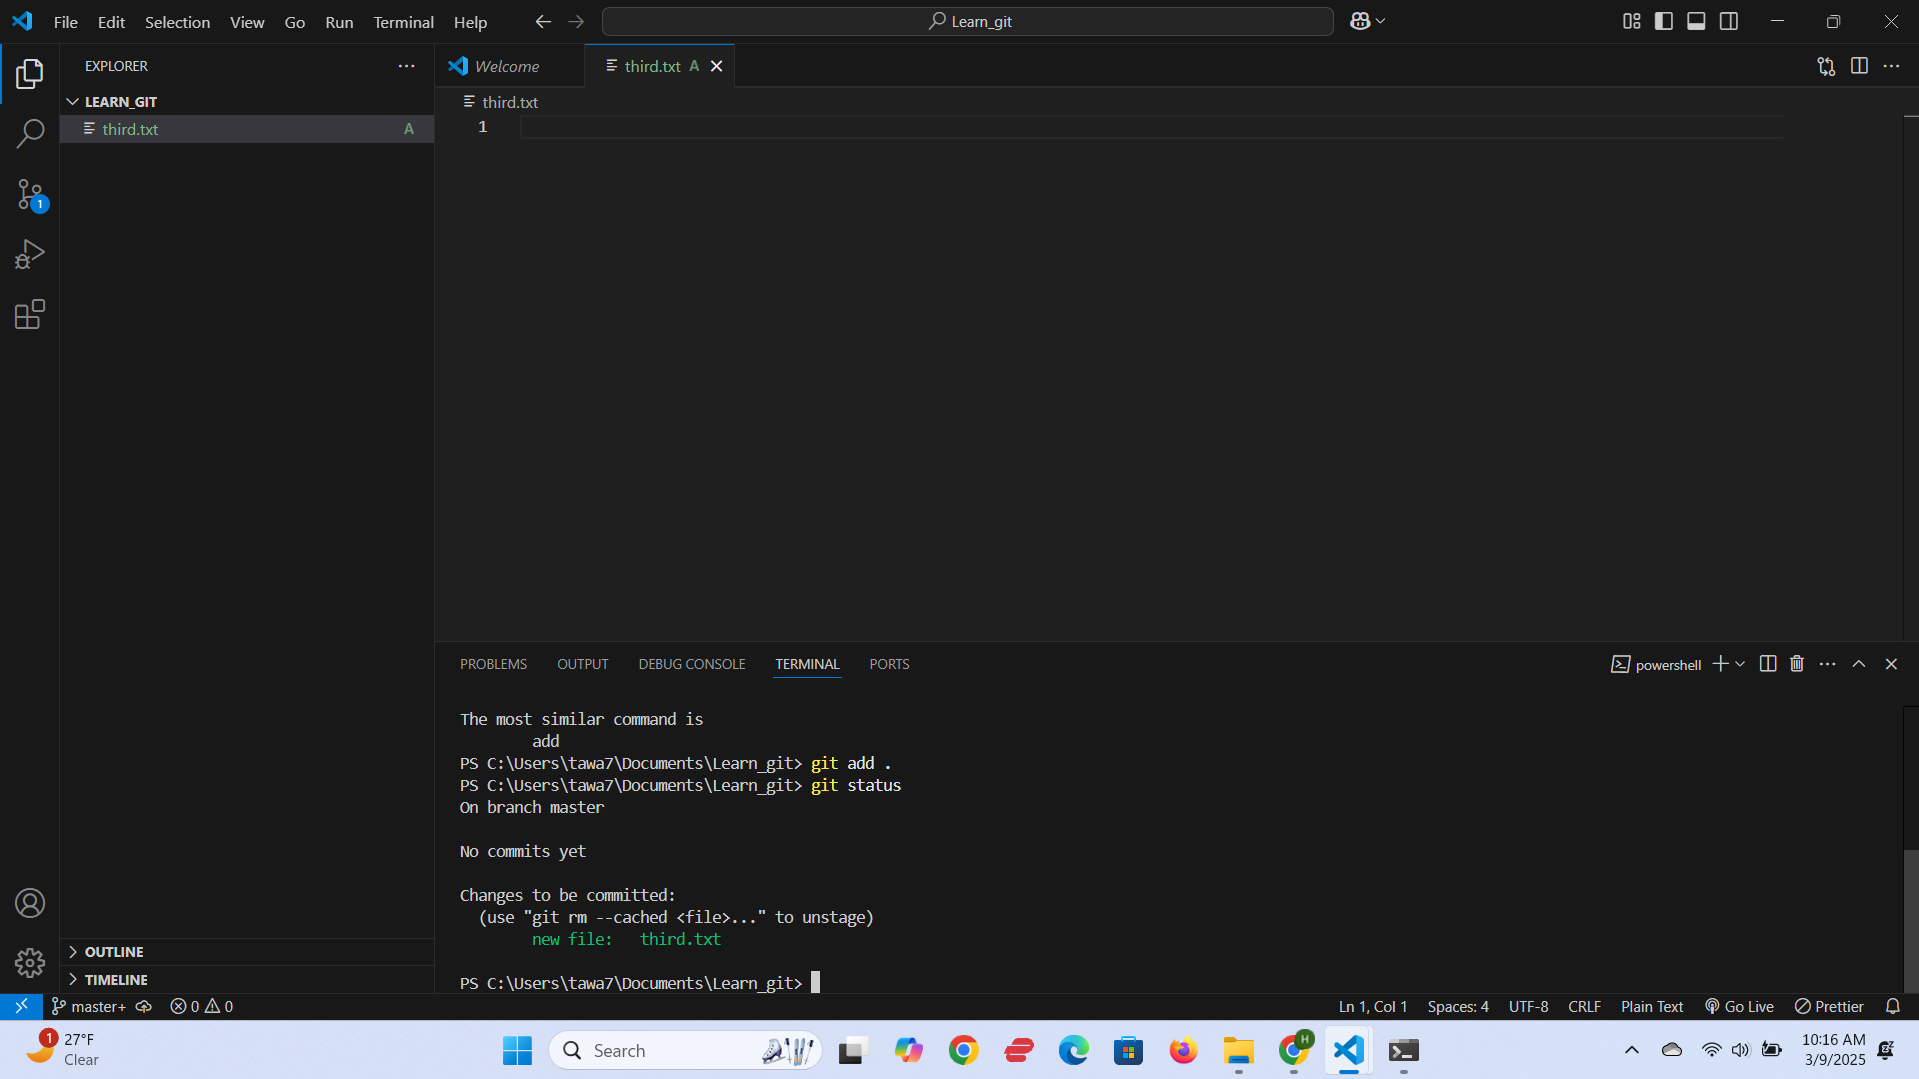 File Edit Selection View Go Run Terminal Help
Learn_git
EXPLORER
Welcome
third.txt A
LEARN_GIT
third.txt A
third.txt
1
1
PROBLEMS OUTPUT DEBUG CONSOLE TERMINAL PORTS
powershell
The most similar command is
add
PS C:\Users\tawa7\Documents\Learn_git> git add .
PS C:\Users\tawa7\Documents\Learn_git> git status
On branch master
No commits yet
Changes to be committed:
(use "git rm --cached <file>..." to unstage)
new file:   third.txt
PS C:\Users\tawa7\Documents\Learn_git>
OUTLINE
TIMELINE
master+ 0 0
Ln 1, Col 1 Spaces: 4 UTF-8 CRLF Plain Text Go Live Prettier
1
27°F
Clear
Search
H
10:16 AM
3/9/2025